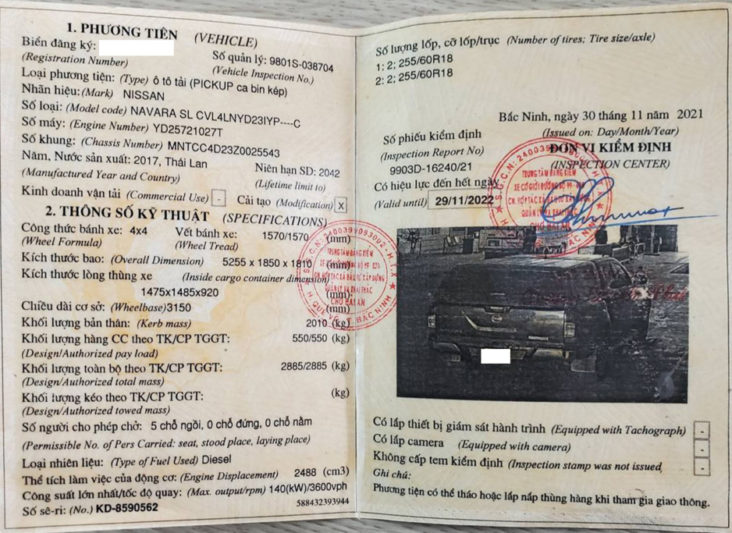 1. PHƯƠNG TIỆN (VEHICLE)
Biển đăng ký:
(Registration Number)
Số quản lý: 9801S-038704
(Vehicle Inspection No.)
Loại phương tiện: (Type) ô tô tải (PICKUP ca bin kép)
Nhãn hiệu: (Mark) NISSAN
Số loại: (Model code) NAVARA SL CVL4LNYD23IYP----C
Số máy: (Engine Number) YD25721027T
Số khung: (Chassis Number) MNTCC4D23Z0025543
Năm, Nước sản xuất: 2017, Thái Lan
Niên hạn SD: 2042
(Manufactured Year and Country)
(Lifetime limit to)
Kinh doanh vận tải (Commercial Use) -
Cải tạo (Modification) X
2. THÔNG SỐ KỸ THUẬT (SPECIFICATIONS)
Công thức bánh xe: 4x4
Vết bánh xe: 1570/1570 (mm)
(Wheel Formula)
(Wheel Tread)
Kích thước bao: (Overall Dimension) 5255 x 1850 x 1810 (mm)
Kích thước lòng thùng xe (Inside cargo container dimension)
1475x1485x920 (mm)
Chiều dài cơ sở: (Wheelbase) 3150 (mm)
Khối lượng bản thân: (Kerb mass) 2010 (kg)
Khối lượng hàng CC theo TK/CP TGGT: 550/550 (kg)
(Design/Authorized pay load)
Khối lượng toàn bộ theo TK/CP TGGT: 2885/2885 (kg)
(Design/Authorized total mass)
Khối lượng kéo theo TK/CP TGGT: (kg)
(Design/Authorized towed mass)
Số người cho phép chở: 5 chỗ ngồi, 0 chỗ đứng, 0 chỗ nằm
(Permissible No. of Pers Carried: seat, stood place, laying place)
Loại nhiên liệu: (Type of Fuel Used) Diesel
Thể tích làm việc của động cơ: (Engine Displacement) 2488 (cm3)
Công suất lớn nhất/tốc độ quay: (Max. output/rpm) 140(kW)/3600vph
Số sê-ri: (No.) KD-8590562
588432393944
Số lượng lốp, cỡ lốp/trục (Number of tires; Tire size/axle)
1: 2; 255/60R18
2: 2; 255/60R18
Bắc Ninh, ngày 30 tháng 11 năm 2021
(Issued on: Day/Month/Year)
Số phiếu kiểm định
(Inspection Report No)
9903D-16240/21
ĐƠN VỊ KIỂM ĐỊNH
(INSPECTION CENTER)
Có hiệu lực đến hết ngày
(Valid until) 29/11/2022
TRUNG TÂM ĐĂNG KIỂM
Có lắp thiết bị giám sát hành trình (Equipped with Tachograph) -
Có lắp camera (Equipped with camera) -
Không cấp tem kiểm định (Inspection stamp was not issued -
Ghi chú:
Phương tiện có thể tháo hoặc lắp nắp thùng hàng khi tham gia giao thông.